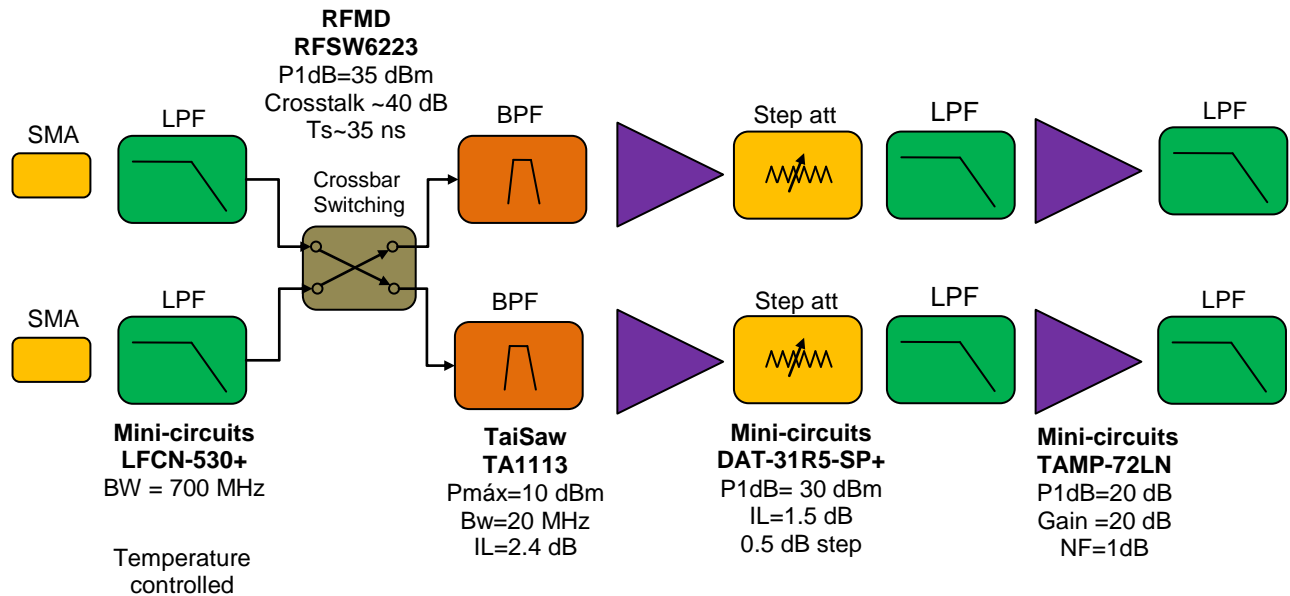 RFMD
RFSW6223
P1dB=35 dBm
Crosstalk ~40 dB
Ts~35 ns
SMA
LPF
BPF
Step att
LPF
LPF
Crossbar
Switching
SMA
LPF
BPF
Step att
LPF
LPF
Mini-circuits
LFCN-530+
BW = 700 MHz
Temperature
controlled
TaiSaw
TA1113
Pmáx=10 dBm
Bw=20 MHz
IL=2.4 dB
Mini-circuits
DAT-31R5-SP+
P1dB= 30 dBm
IL=1.5 dB
0.5 dB step
Mini-circuits
TAMP-72LN
P1dB=20 dB
Gain =20 dB
NF=1dB